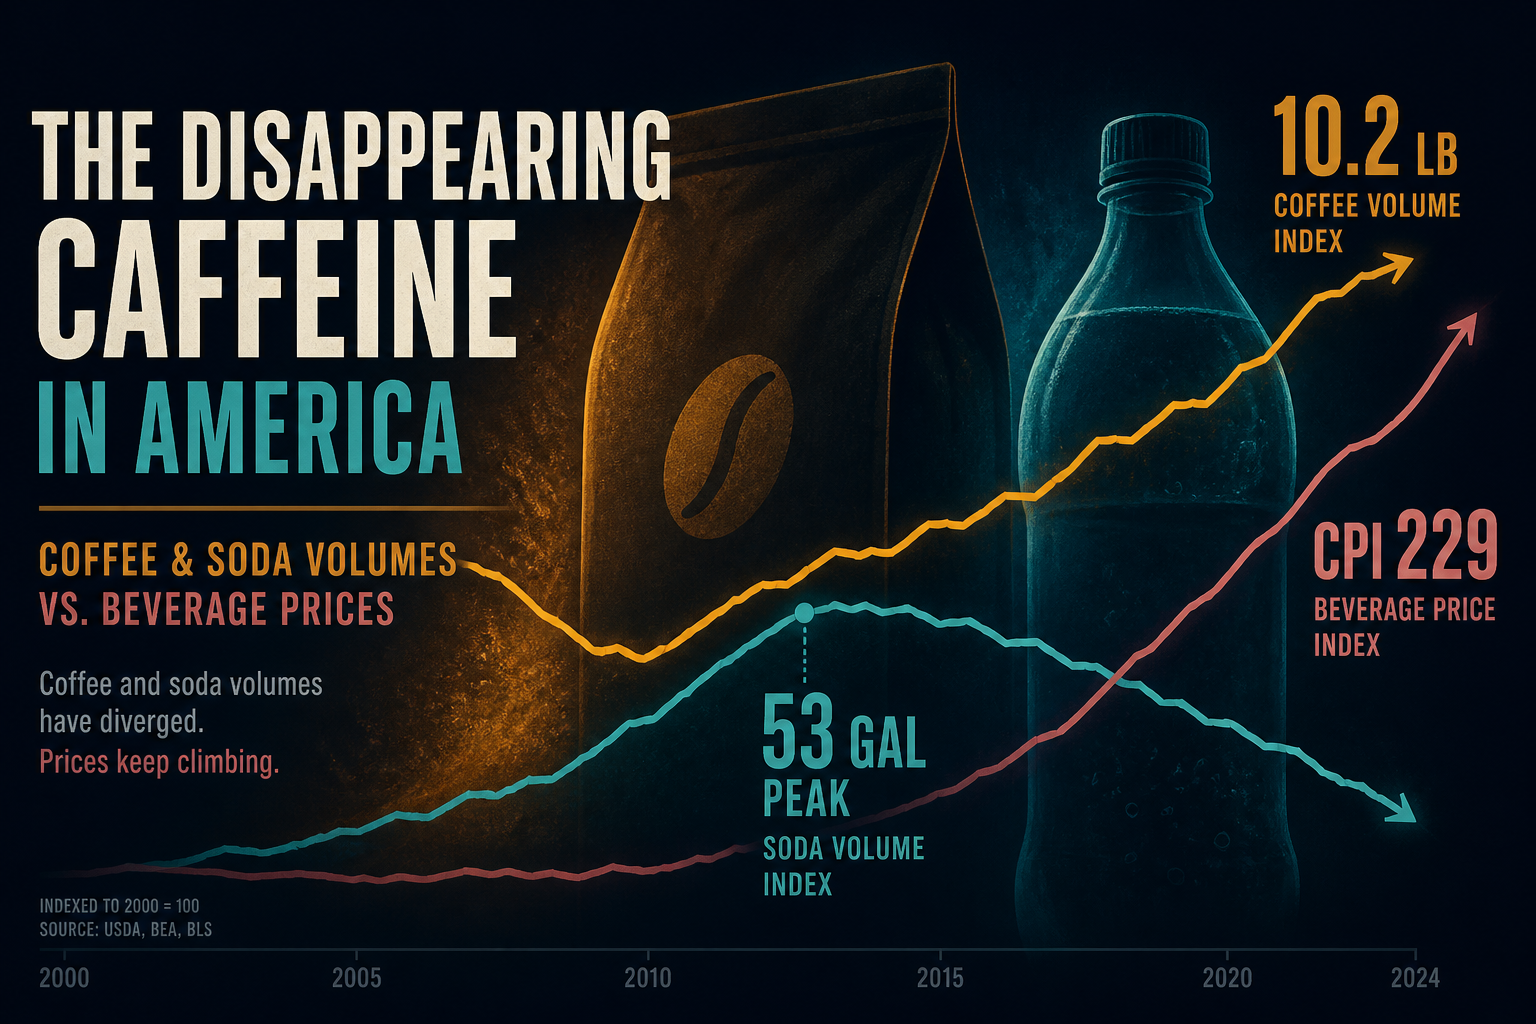 THE DISAPPEARING
CAFFEINE
IN AMERICA
COFFEE & SODA VOLUMES
VS. BEVERAGE PRICES
Coffee and soda volumes
have diverged.
Prices keep climbing.
10.2 LB
COFFEE VOLUME
INDEX
CPI 229
BEVERAGE PRICE
INDEX
53 GAL
PEAK
SODA VOLUME
INDEX
INDEXED TO 2000 = 100
SOURCE: USDA, BEA, BLS
2000 2005 2010 2015 2020 2024